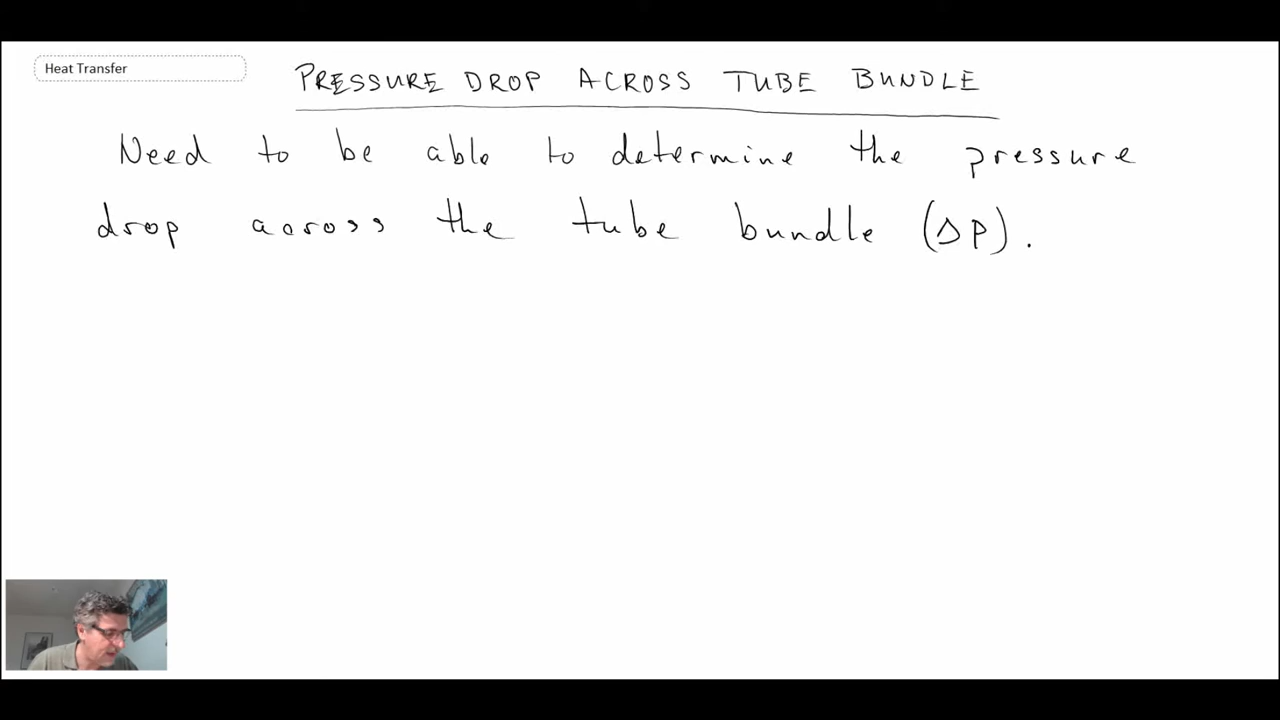 Heat Transfer
PRESSURE DROP ACROSS TUBE BUNDLE
Need to be able to determine the pressure
drop across the tube bundle (ΔP).